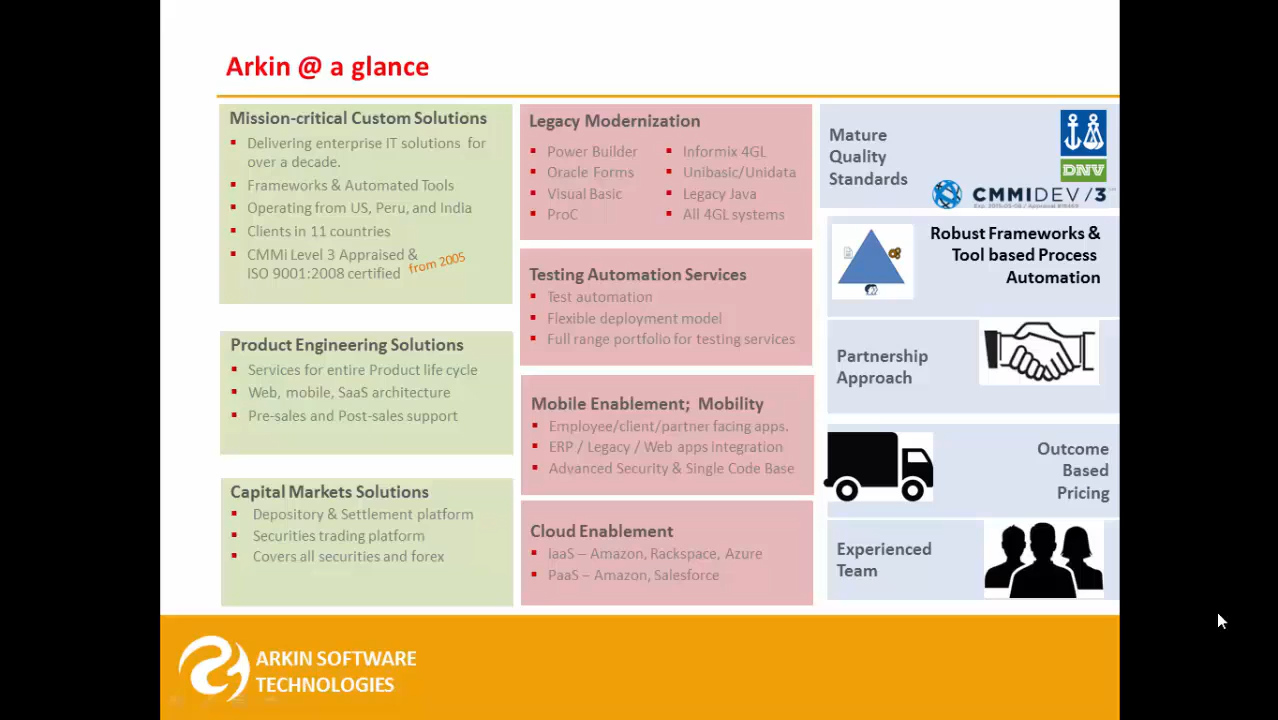 Arkin @ a glance
Mission-critical Custom Solutions
Delivering enterprise IT solutions for
over a decade.
Frameworks & Automated Tools
Operating from US, Peru, and India
Clients in 11 countries
CMMi Level 3 Appraised &
ISO 9001:2008 certified from 2005
Product Engineering Solutions
Services for entire Product life cycle
Web, mobile, SaaS architecture
Pre-sales and Post-sales support
Capital Markets Solutions
Depository & Settlement platform
Securities trading platform
Covers all securities and forex
Legacy Modernization
Power Builder
Oracle Forms
Visual Basic
ProC
Informix 4GL
Unibasic/Unidata
Legacy Java
All 4GL systems
Testing Automation Services
Test automation
Flexible deployment model
Full range portfolio for testing services
Mobile Enablement; Mobility
Employee/client/partner facing apps.
ERP / Legacy / Web apps integration
Advanced Security & Single Code Base
Cloud Enablement
IaaS – Amazon, Rackspace, Azure
PaaS – Amazon, Salesforce
Mature
Quality
Standards
DNV
CMMIDEV/3
Robust Frameworks &
Tool based Process
Automation
Partnership
Approach
Outcome
Based
Pricing
Experienced
Team
ARKIN SOFTWARE
TECHNOLOGIES